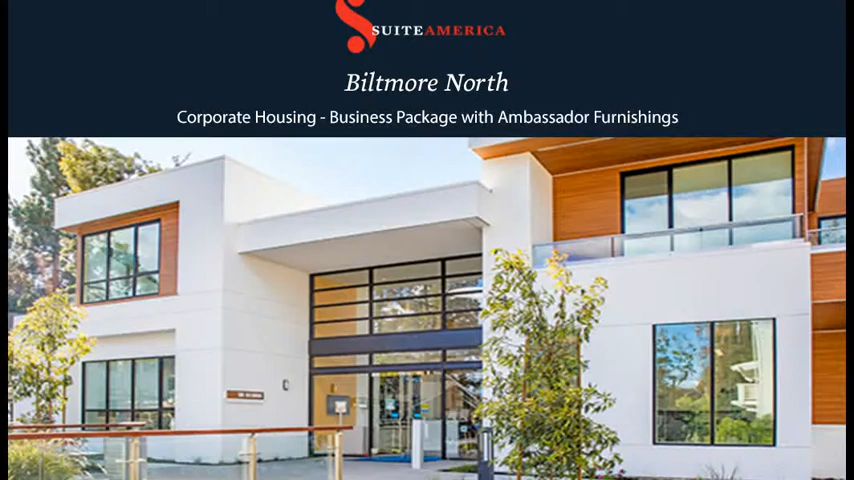 SUITEAMERICA
Biltmore North
Corporate Housing - Business Package with Ambassador Furnishings